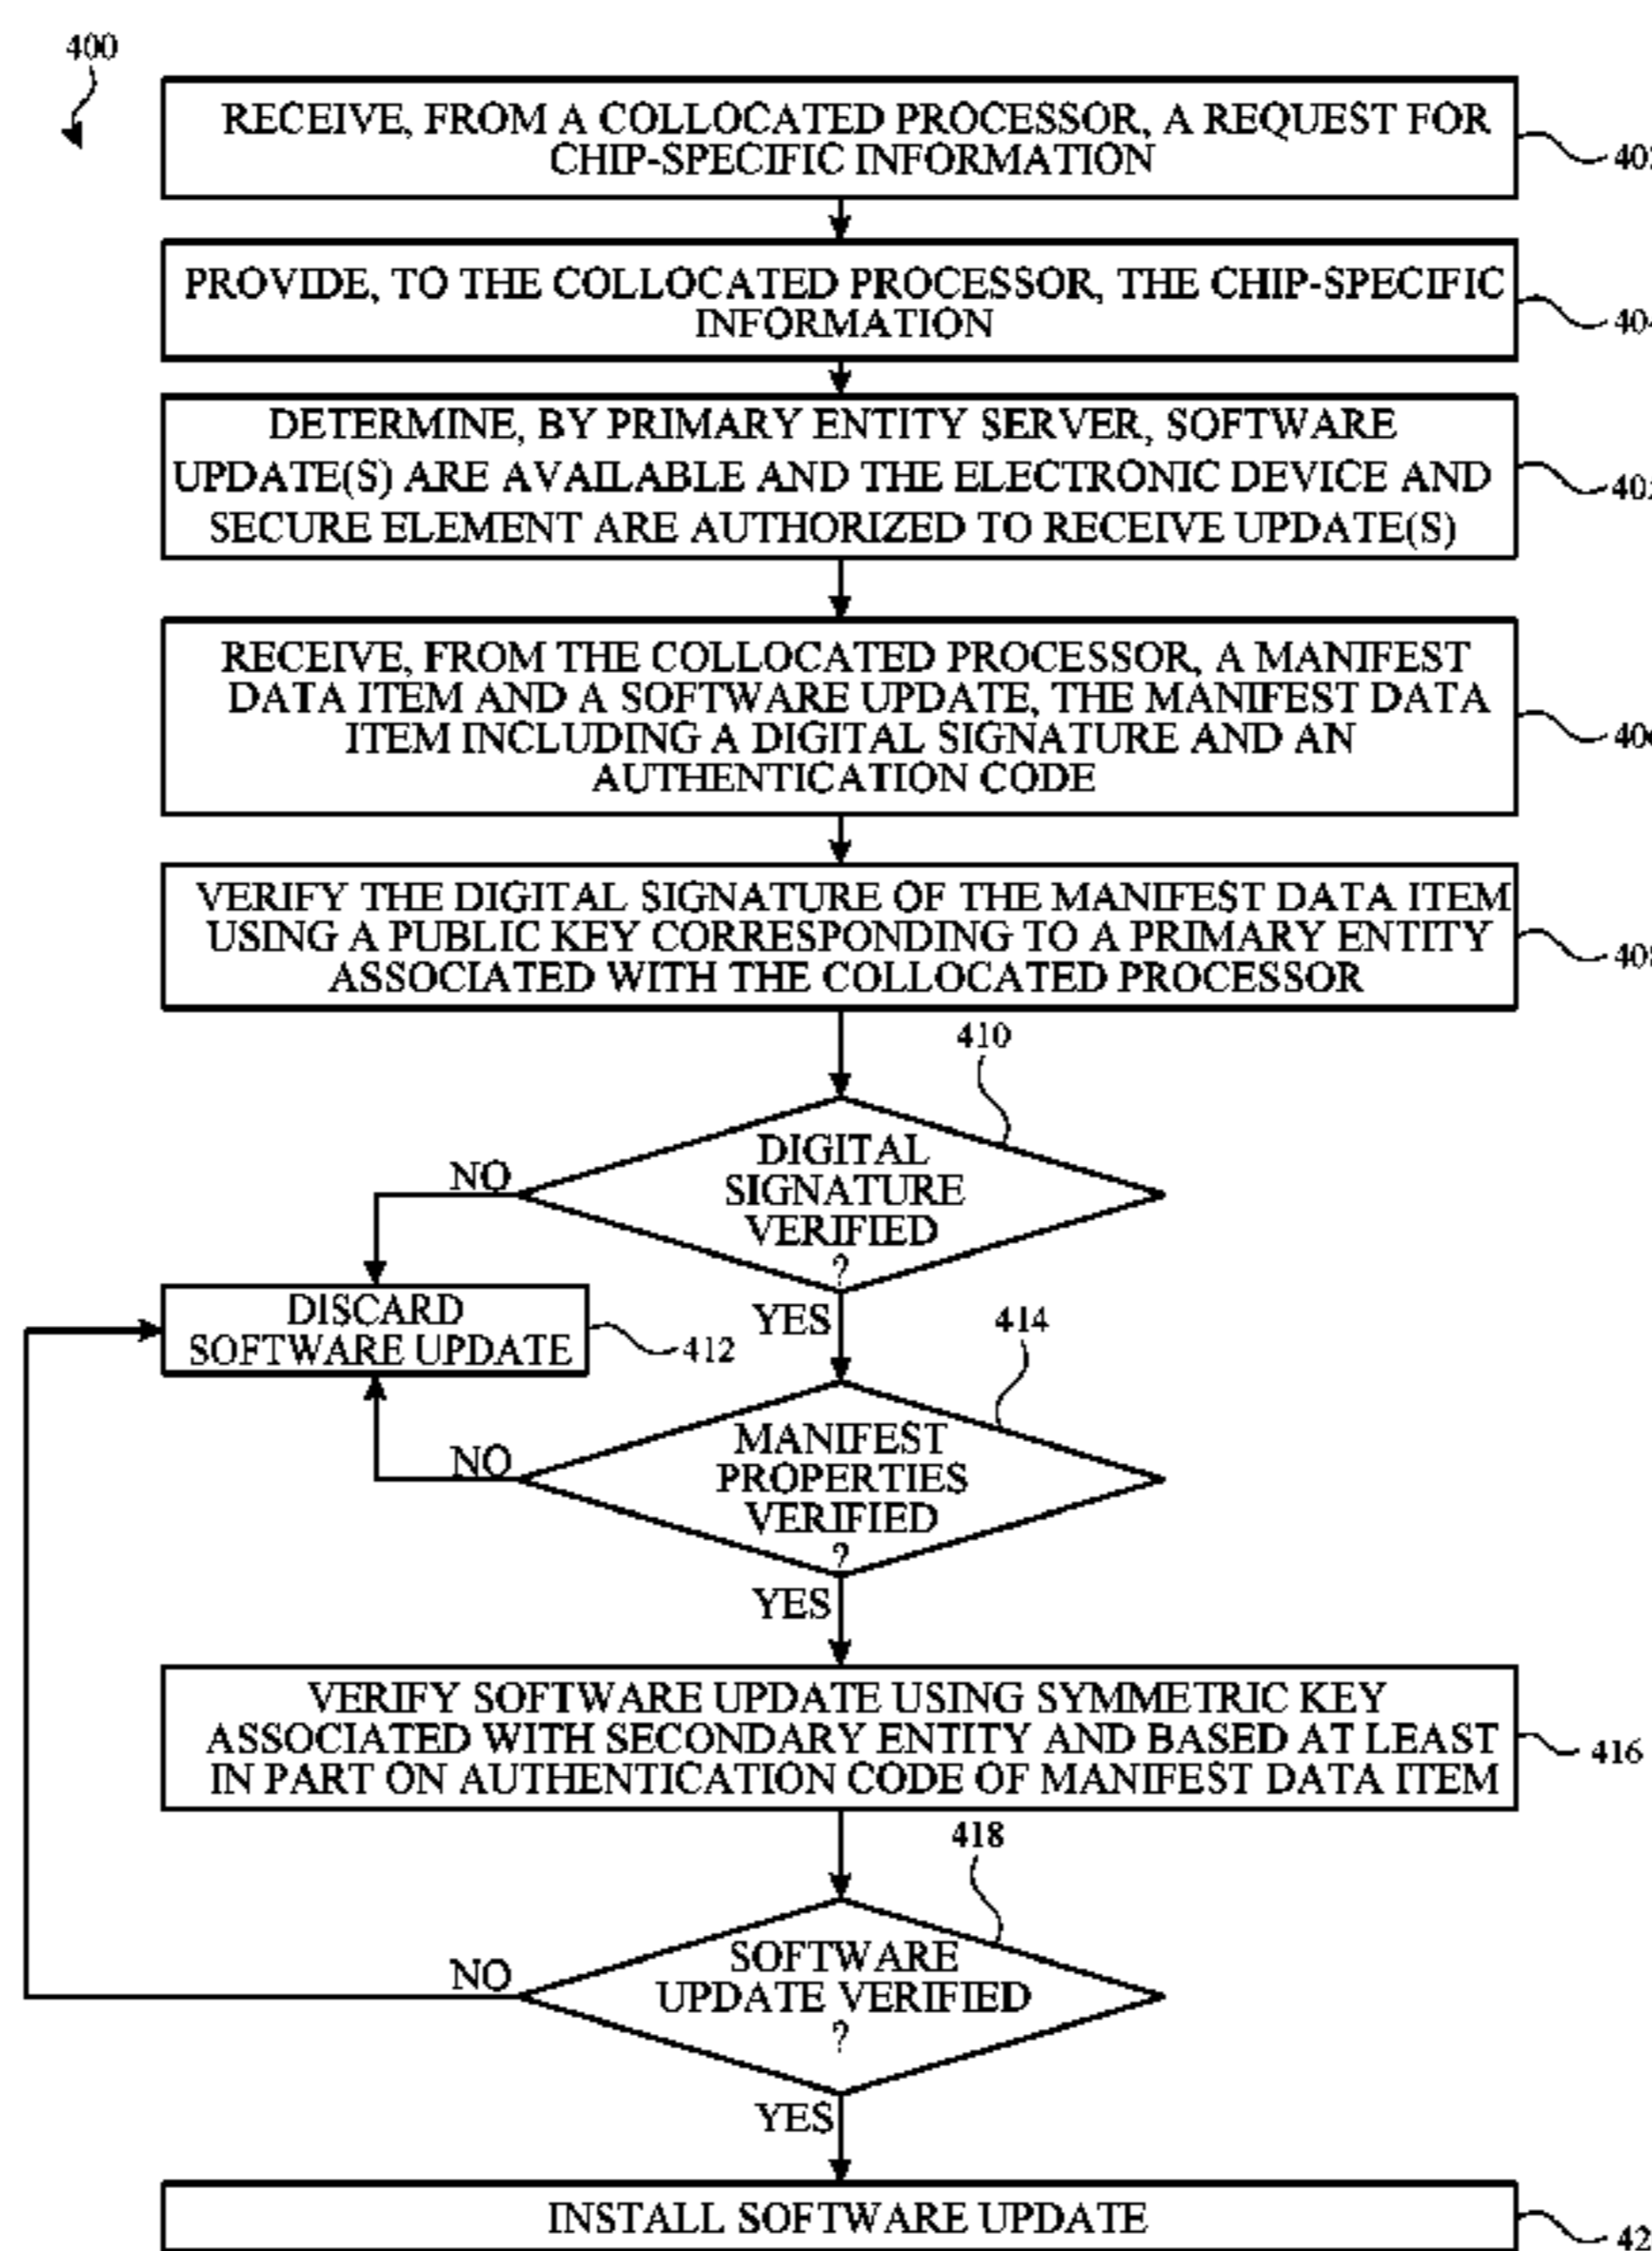 400
RECEIVE, FROM A COLLOCATED PROCESSOR, A REQUEST FOR
CHIP-SPECIFIC INFORMATION
PROVIDE, TO THE COLLOCATED PROCESSOR, THE CHIP-SPECIFIC
INFORMATION
DETERMINE, BY PRIMARY ENTITY SERVER, SOFTWARE
UPDATE(S) ARE AVAILABLE AND THE ELECTRONIC DEVICE AND
SECURE ELEMENT ARE AUTHORIZED TO RECEIVE UPDATE(S)
RECEIVE, FROM THE COLLOCATED PROCESSOR, A MANIFEST
DATA ITEM AND A SOFTWARE UPDATE, THE MANIFEST DATA
ITEM INCLUDING A DIGITAL SIGNATURE AND AN
AUTHENTICATION CODE
VERIFY THE DIGITAL SIGNATURE OF THE MANIFEST DATA ITEM
USING A PUBLIC KEY CORRESPONDING TO A PRIMARY ENTITY
ASSOCIATED WITH THE COLLOCATED PROCESSOR
410
DIGITAL
SIGNATURE
VERIFIED
?
NO
YES
DISCARD
SOFTWARE UPDATE
412
414
MANIFEST
PROPERTIES
VERIFIED
?
NO
YES
VERIFY SOFTWARE UPDATE USING SYMMETRIC KEY
ASSOCIATED WITH SECONDARY ENTITY AND BASED AT LEAST
IN PART ON AUTHENTICATION CODE OF MANIFEST DATA ITEM
416
418
SOFTWARE
UPDATE VERIFIED
?
NO
YES
INSTALL SOFTWARE UPDATE